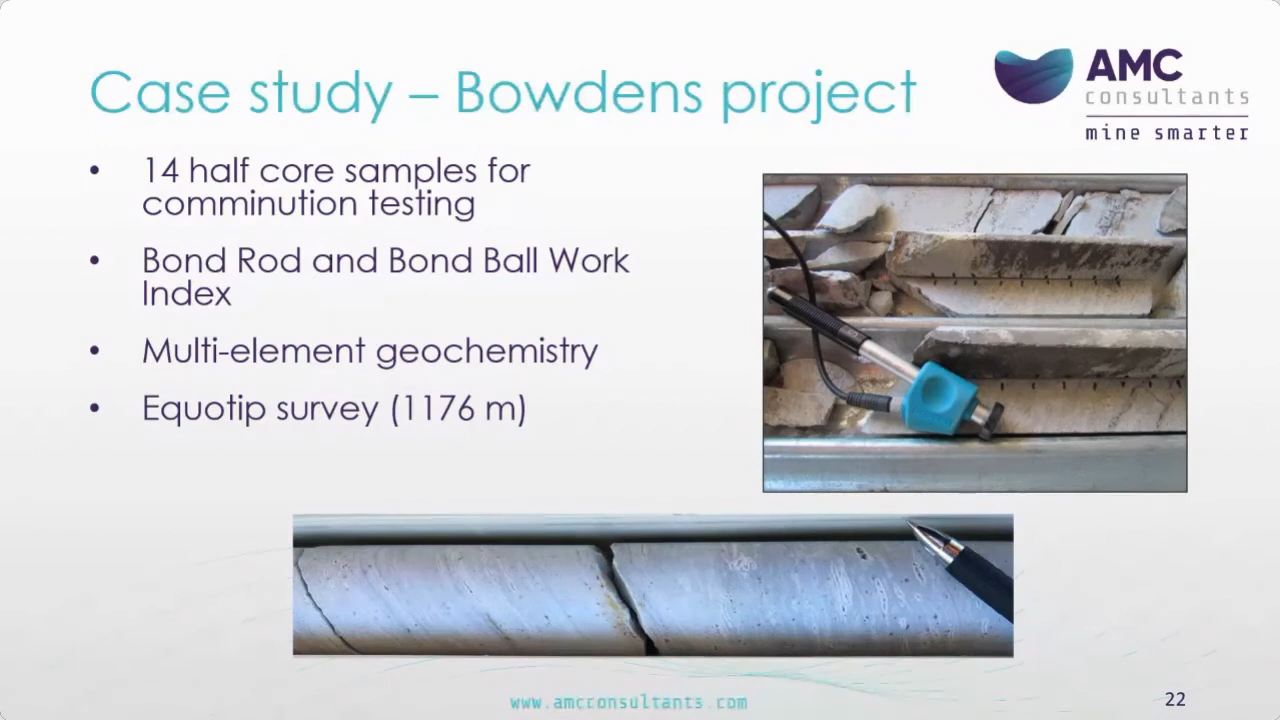 Case study – Bowdens project
AMC
consultants
mine smarter
• 14 half core samples for
comminution testing
• Bond Rod and Bond Ball Work
Index
• Multi-element geochemistry
• Equotip survey (1176 m)
www.amcconsultants.com
22